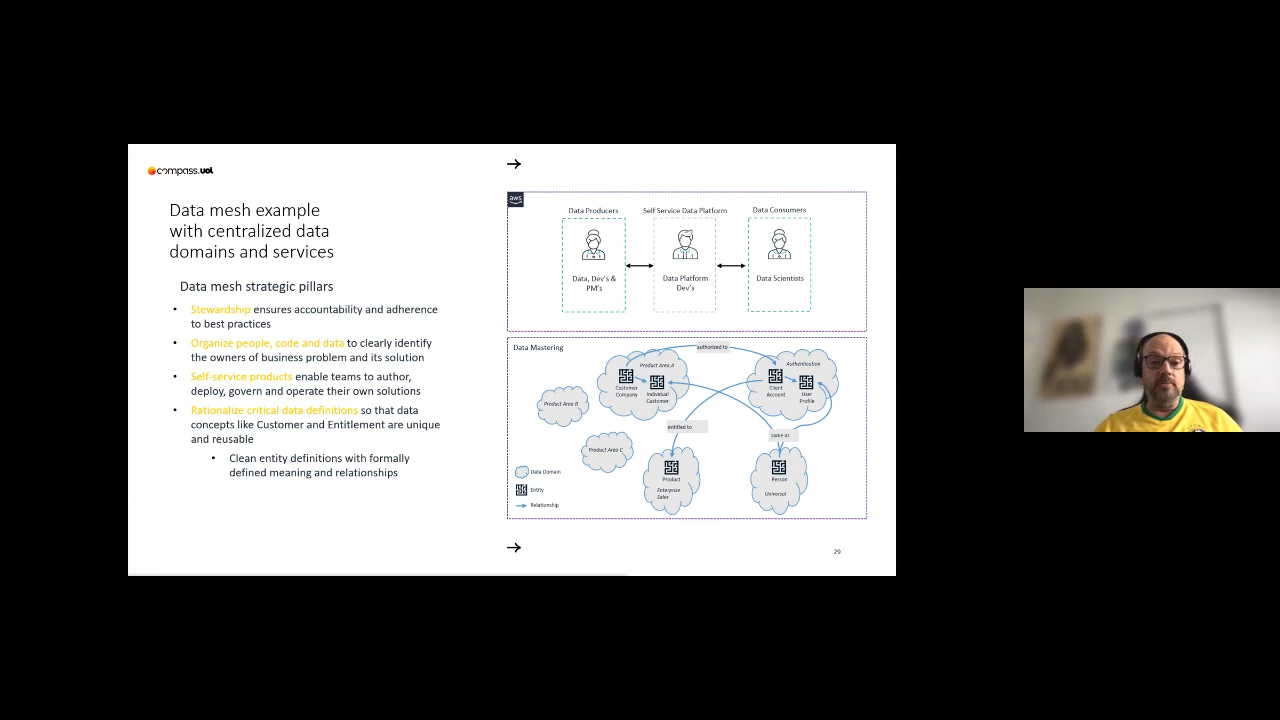 compass.uol
Data mesh example
with centralized data
domains and services
Data mesh strategic pillars
• Stewardship ensures accountability and adherence
to best practices
• Organize people, code and data to clearly identify
the owners of business problem and its solution
• Self-service products enable teams to author,
deploy, govern and operate their own solutions
• Rationalize critical data definitions so that data
concepts like Customer and Entitlement are unique
and reusable
• Clean entity definitions with formally
defined meaning and relationships
aws
Data Producers
Self Service Data Platform
Data Consumers
Data, Dev's &
PM's
Data Platform
Dev's
Data Scientists
Data Mastering
authorized to
Product Area A
Customer
Company
Individual
Customer
Authentication
Client
Account
User
Profile
Product Area B
entitled to
same as
Product Area C
Product
Enterprise
Sales
Person
Universal
Data Domain
Entity
Relationship
29